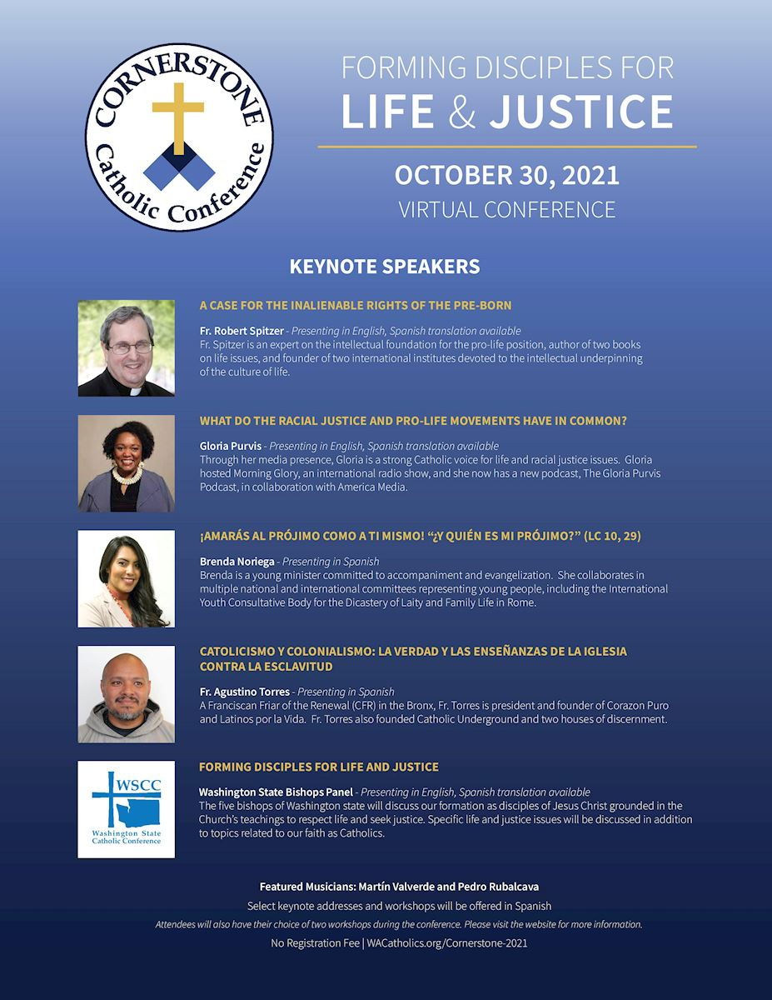 CORNERSTONE
Catholic Conference
FORMING DISCIPLES FOR
LIFE & JUSTICE
OCTOBER 30, 2021
VIRTUAL CONFERENCE
KEYNOTE SPEAKERS
A CASE FOR THE INALIENABLE RIGHTS OF THE PRE-BORN
Fr. Robert Spitzer - Presenting in English, Spanish translation available
Fr. Spitzer is an expert on the intellectual foundation for the pro-life position, author of two books
on life issues, and founder of two international institutes devoted to the intellectual underpinning
of the culture of life.
WHAT DO THE RACIAL JUSTICE AND PRO-LIFE MOVEMENTS HAVE IN COMMON?
Gloria Purvis - Presenting in English, Spanish translation available
Through her media presence, Gloria is a strong Catholic voice for life and racial justice issues. Gloria
hosted Morning Glory, an international radio show, and she now has a new podcast, The Gloria Purvis
Podcast, in collaboration with America Media.
¡AMARÁS AL PRÓJIMO COMO A TI MISMO! “¿Y QUIÉN ES MI PRÓJIMO?” (LC 10, 29)
Brenda Noriega - Presenting in Spanish
Brenda is a young minister committed to accompaniment and evangelization. She collaborates in
multiple national and international committees representing young people, including the International
Youth Consultative Body for the Dicastery of Laity and Family Life in Rome.
CATOLICISMO Y COLONIALISMO: LA VERDAD Y LAS ENSEÑANZAS DE LA IGLESIA
CONTRA LA ESCLAVITUD
Fr. Agustino Torres - Presenting in Spanish
A Franciscan Friar of the Renewal (CFR) in the Bronx, Fr. Torres is president and founder of Corazon Puro
and Latinos por la Vida. Fr. Torres also founded Catholic Underground and two houses of discernment.
WSCC
Washington State
Catholic Conference
FORMING DISCIPLES FOR LIFE AND JUSTICE
Washington State Bishops Panel - Presenting in English, Spanish translation available
The five bishops of Washington state will discuss our formation as disciples of Jesus Christ grounded in the
Church’s teachings to respect life and seek justice. Specific life and justice issues will be discussed in addition
to topics related to our faith as Catholics.
Featured Musicians: Martín Valverde and Pedro Rubalcava
Select keynote addresses and workshops will be offered in Spanish
Attendees will also have their choice of two workshops during the conference. Please visit the website for more information.
No Registration Fee | WACatholics.org/Cornerstone-2021